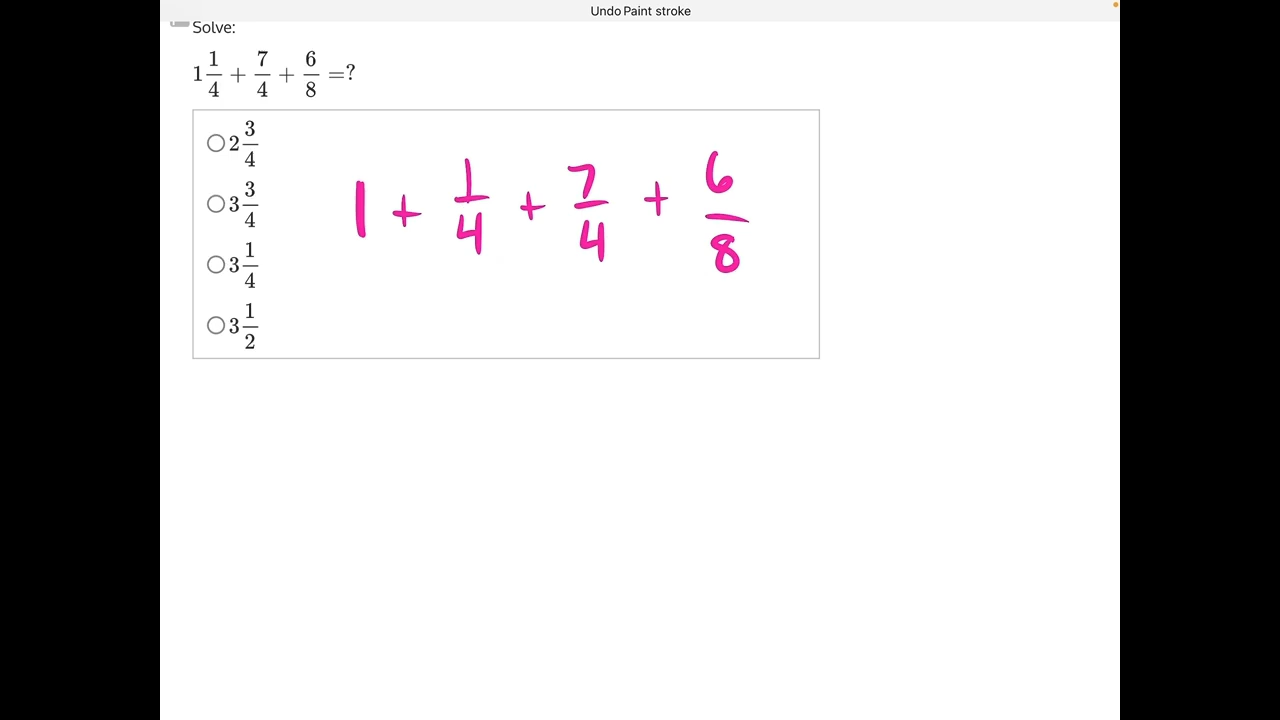 Undo Paint stroke
Solve:
1 1/4 + 7/4 + 6/8 =?
2 3/4
3 3/4
3 1/4
3 1/2
1 + 1/4 + 7/4 + 6/8